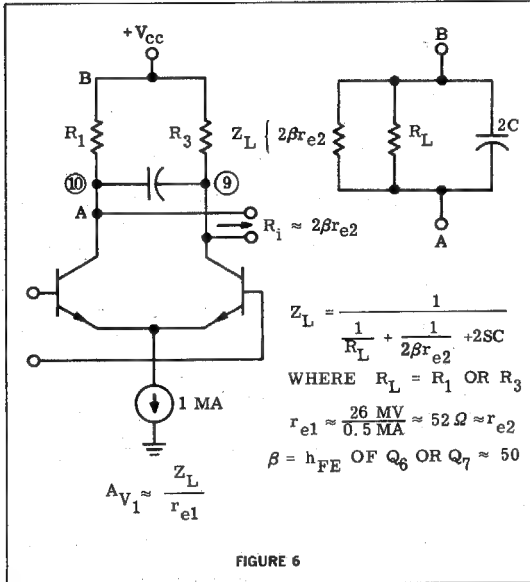 +V_CC
B
R_1
R_3
Z_L { 2βr_e2
B
R_L
2C
A
⑩
⑨
A
R_i ≈ 2βr_e2
Z_L = 1 / (1/R_L + 1/2βr_e2 +2SC)
WHERE R_L = R_1 OR R_3
1 MA
r_e1 ≈ 26 MV / 0.5 MA ≈ 52 Ω ≈ r_e2
β = h_FE OF Q_6 OR Q_7 ≈ 50
A_V1 ≈ Z_L / r_e1
FIGURE 6